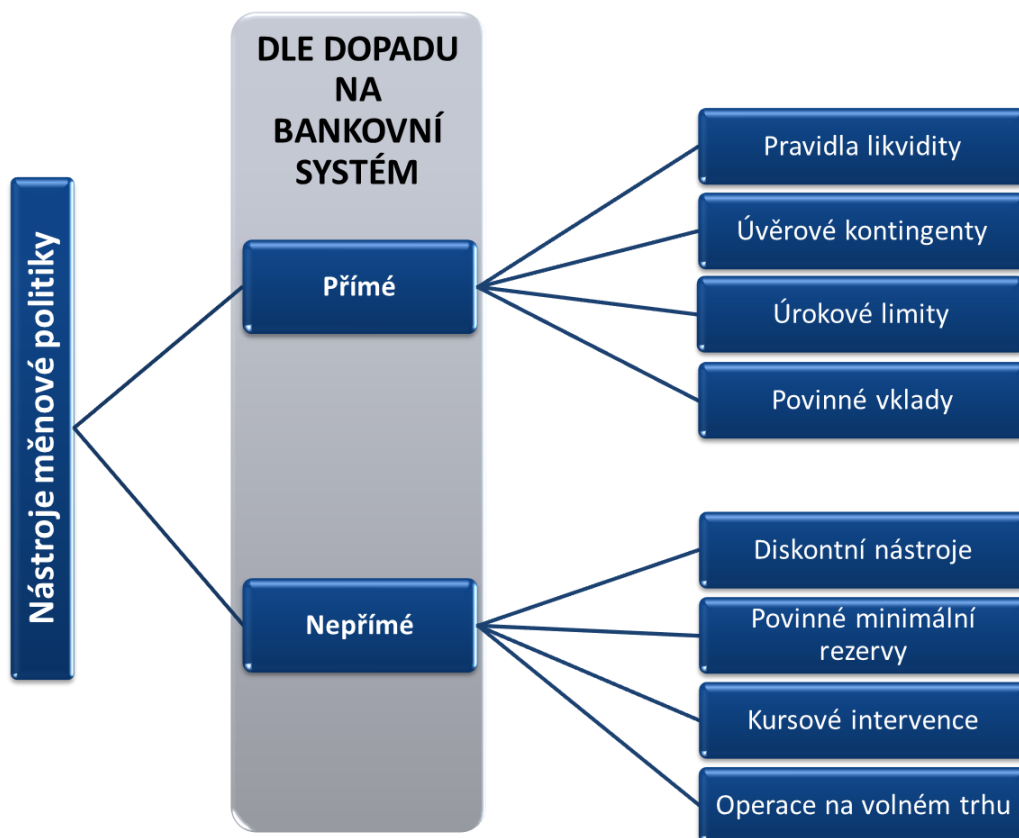 Nástroje měnové politiky
DLE DOPADU
NA
BANKOVNÍ
SYSTÉM
Přímé
Pravidla likvidity
Úvěrové kontingenty
Úrokové limity
Povinné vklady
Nepřímé
Diskontní nástroje
Povinné minimální
rezervy
Kursové intervence
Operace na volném trhu